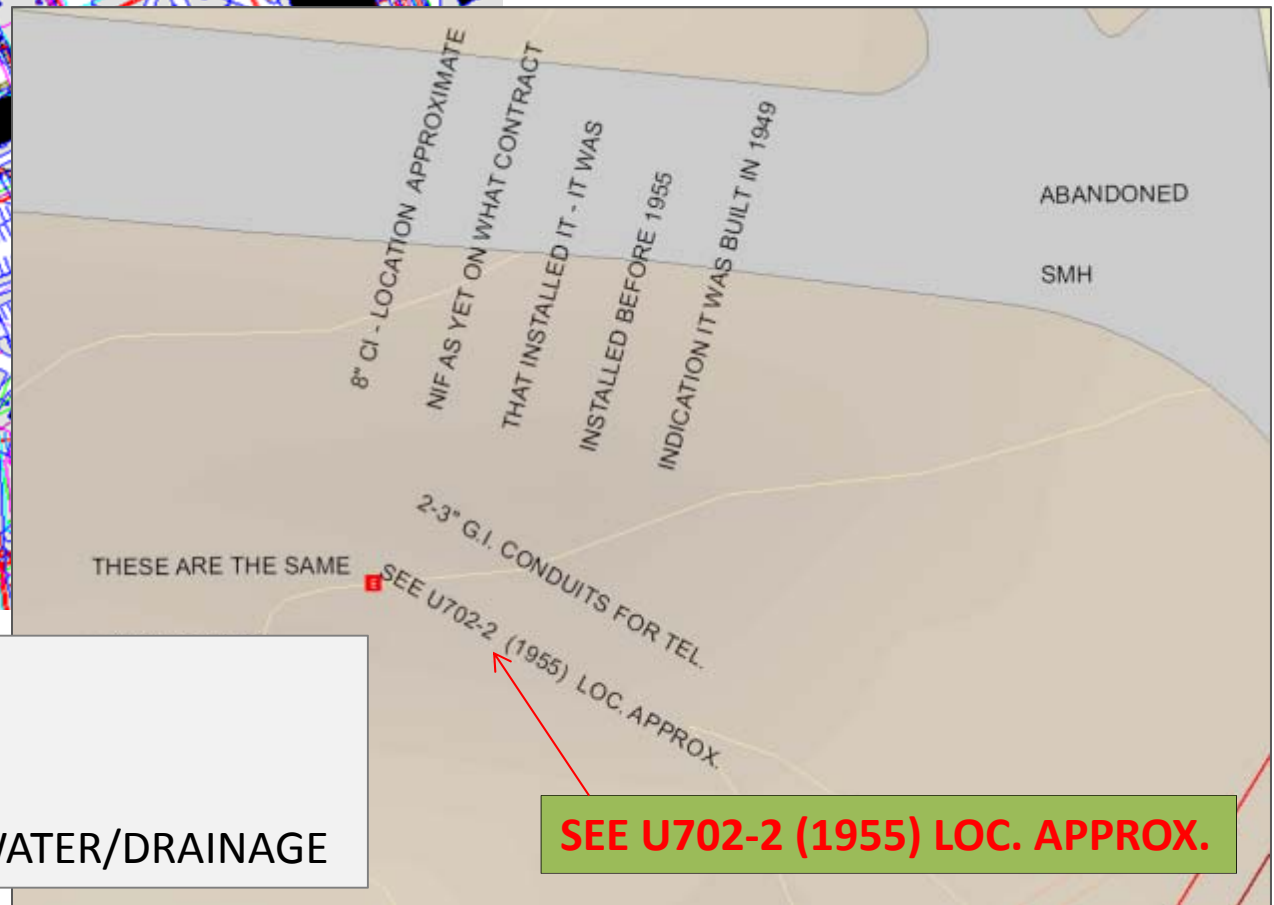 8" CI - LOCATION APPROXIMATE
NIF AS YET ON WHAT CONTRACT
THAT INSTALLED IT - IT WAS
INSTALLED BEFORE 1955
INDICATION IT WAS BUILT IN 1949
ABANDONED
SMH
2-3" G.I. CONDUITS FOR TEL.
THESE ARE THE SAME
E
SEE U702-2 (1955) LOC. APPROX.
SEE U702-2 (1955) LOC. APPROX.
/DRAINAGE